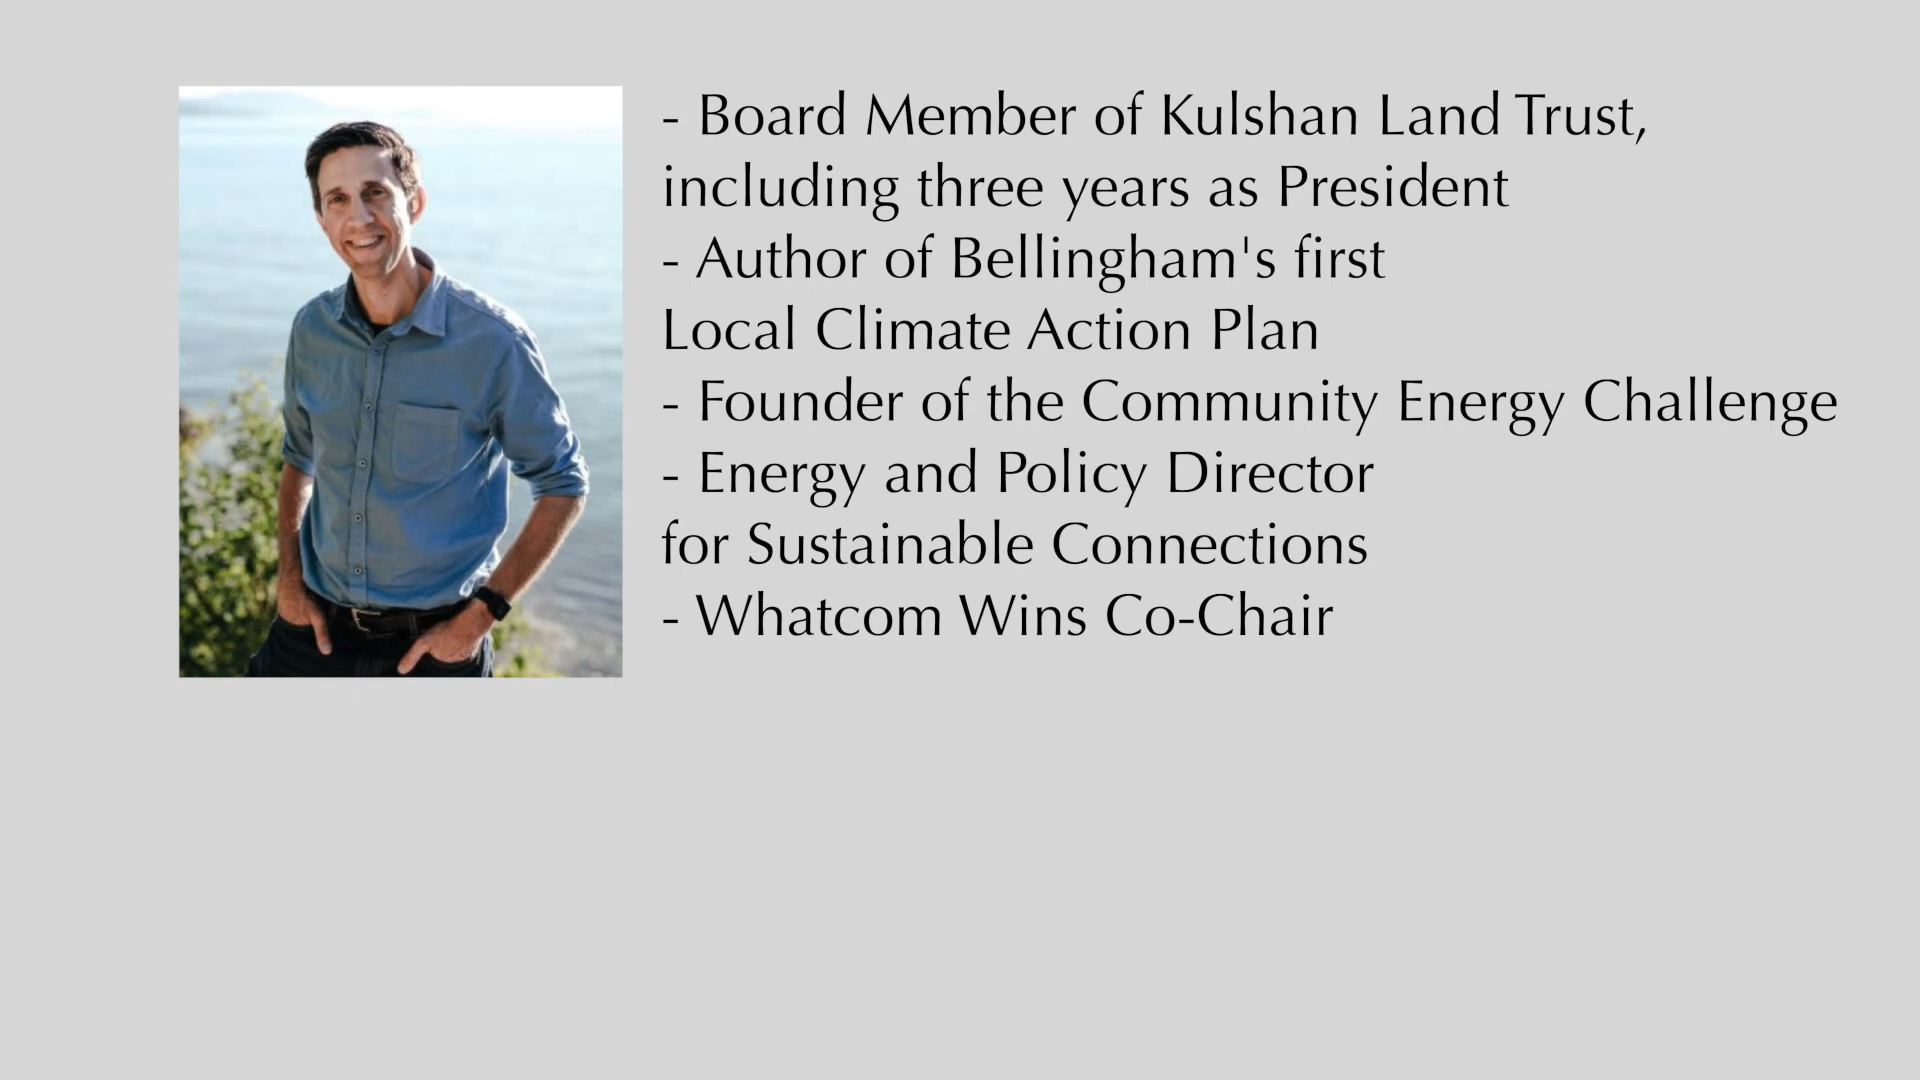 - Board Member of Kulshan Land Trust,
including three years as President
- Author of Bellingham's first
Local Climate Action Plan
- Founder of the Community Energy Challenge
- Energy and Policy Director
for Sustainable Connections
- Whatcom Wins Co-Chair